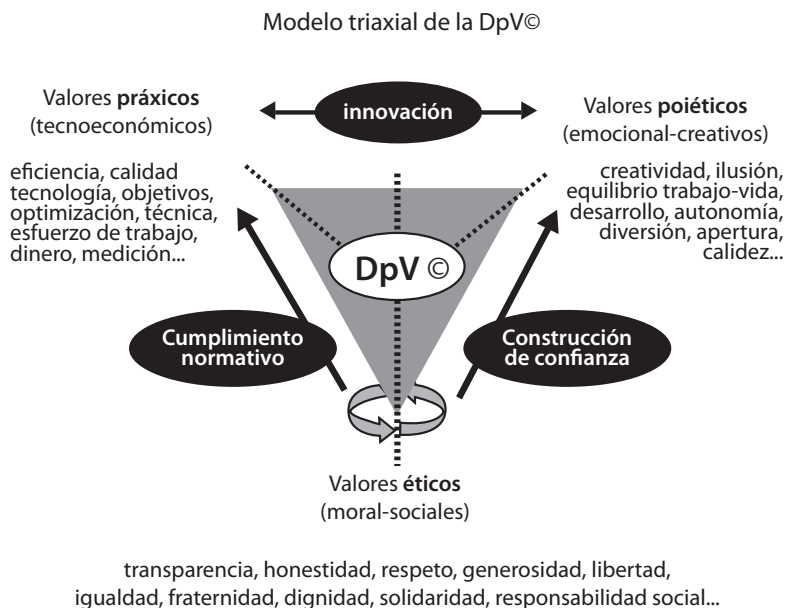 Modelo triaxial de la DpV©
Valores práxicos
(tecnoeconómicos)
innovación
Valores poiéticos
(emocional-creativos)
eficiencia, calidad
tecnología, objetivos,
optimización, técnica,
esfuerzo de trabajo,
dinero, medición...
creatividad, ilusión,
equilibrio trabajo-vida,
desarrollo, autonomía,
diversión, apertura,
calidez...
DpV ©
Cumplimiento
normativo
Construcción
de confianza
Valores éticos
(moral-sociales)
transparencia, honestidad, respeto, generosidad, libertad,
igualdad, fraternidad, dignidad, solidaridad, responsabilidad social...